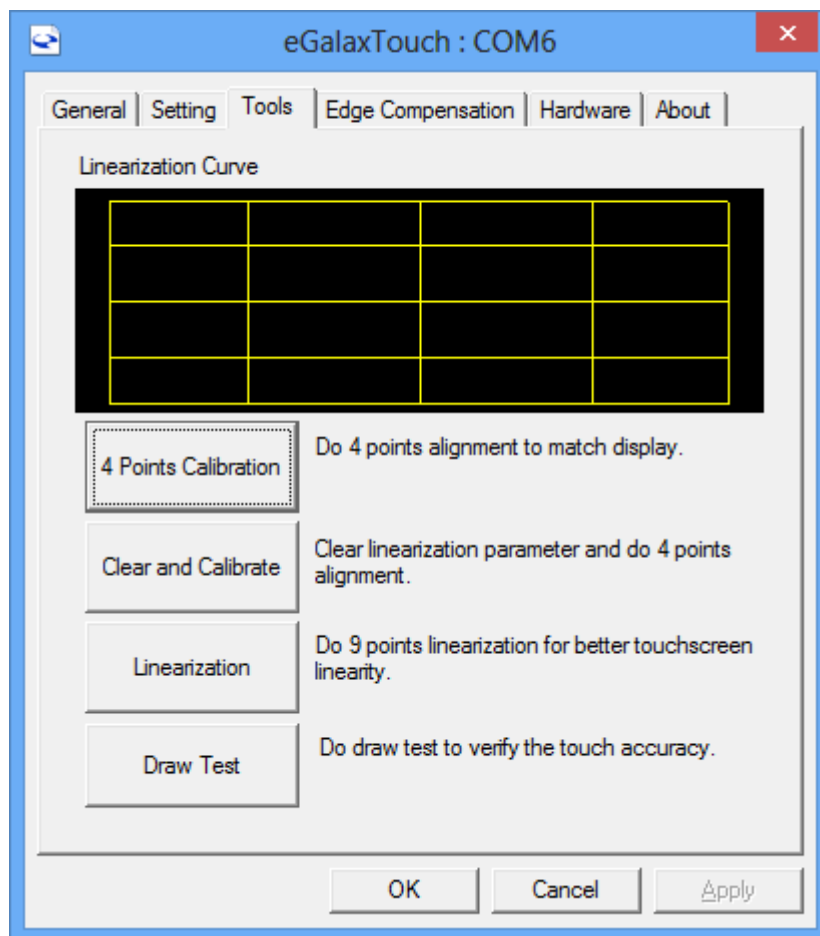 eGalaxTouch : COM6
General Setting Tools Edge Compensation Hardware About
Linearization Curve
4 Points Calibration
Do 4 points alignment to match display.
Clear and Calibrate
Clear linearization parameter and do 4 points
alignment.
Linearization
Do 9 points linearization for better touchscreen
linearity.
Draw Test
Do draw test to verify the touch accuracy.
OK Cancel Apply